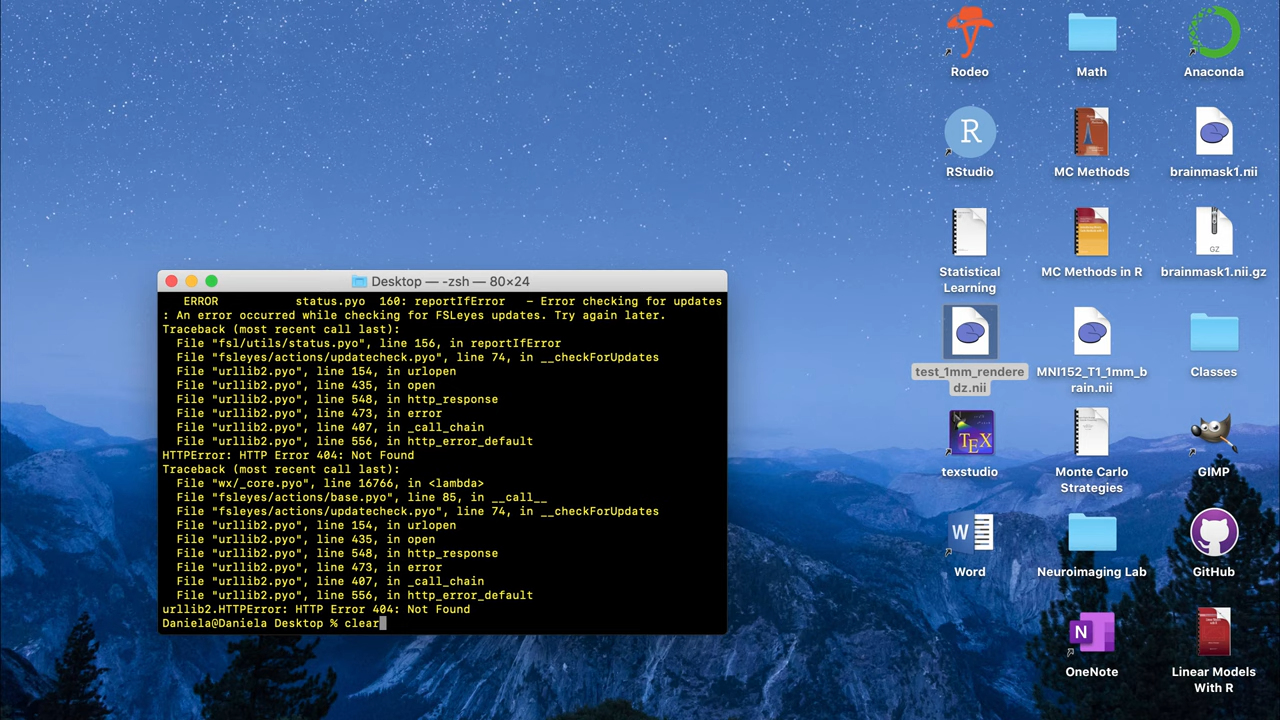 Desktop — -zsh — 80×24
ERROR status.pyo 160: reportIfError - Error checking for updates
: An error occurred while checking for FSLeyes updates. Try again later.
Traceback (most recent call last):
File "fsl/utils/status.pyo", line 156, in reportIfError
File "fsleyes/actions/updatecheck.pyo", line 74, in __checkForUpdates
File "urllib2.pyo", line 154, in urlopen
File "urllib2.pyo", line 435, in open
File "urllib2.pyo", line 548, in http_response
File "urllib2.pyo", line 473, in error
File "urllib2.pyo", line 407, in _call_chain
File "urllib2.pyo", line 556, in http_error_default
HTTPError: HTTP Error 404: Not Found
Traceback (most recent call last):
File "wx/_core.pyo", line 16766, in <lambda>
File "fsleyes/actions/base.pyo", line 85, in __call__
File "fsleyes/actions/updatecheck.pyo", line 74, in __checkForUpdates
File "urllib2.pyo", line 154, in urlopen
File "urllib2.pyo", line 435, in open
File "urllib2.pyo", line 548, in http_response
File "urllib2.pyo", line 473, in error
File "urllib2.pyo", line 407, in _call_chain
File "urllib2.pyo", line 556, in http_error_default
urllib2.HTTPError: HTTP Error 404: Not Found
Daniela@Daniela Desktop % clear
Rodeo
Math
Anaconda
R
RStudio
MC Methods
brainmask1.nii
Statistical
Learning
MC Methods in R
GZ
brainmask1.nii.gz
test_1mm_rendere
dz.nii
MNI152_T1_1mm_b
rain.nii
Classes
TEX
texstudio
Monte Carlo
Strategies
GIMP
W
Word
Neuroimaging Lab
GitHub
N
OneNote
Linear Models
With R